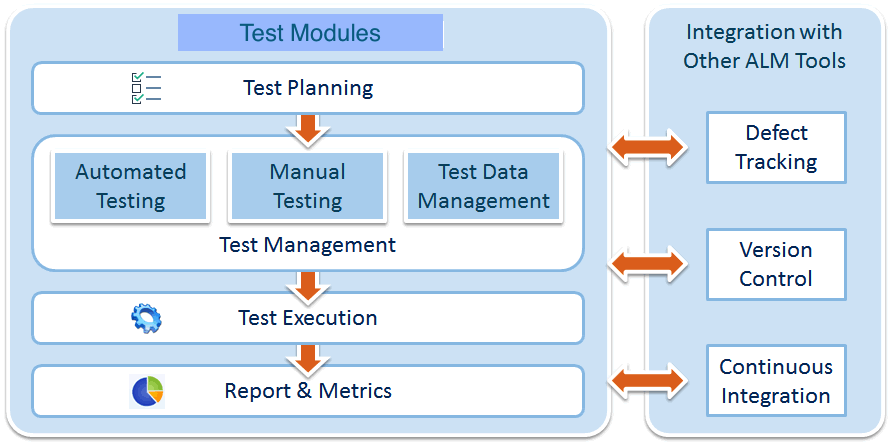 Test Modules
Test Planning
Automated
Testing
Manual
Testing
Test Data
Management
Test Management
Test Execution
Report & Metrics
Integration with
Other ALM Tools
Defect
Tracking
Version
Control
Continuous
Integration